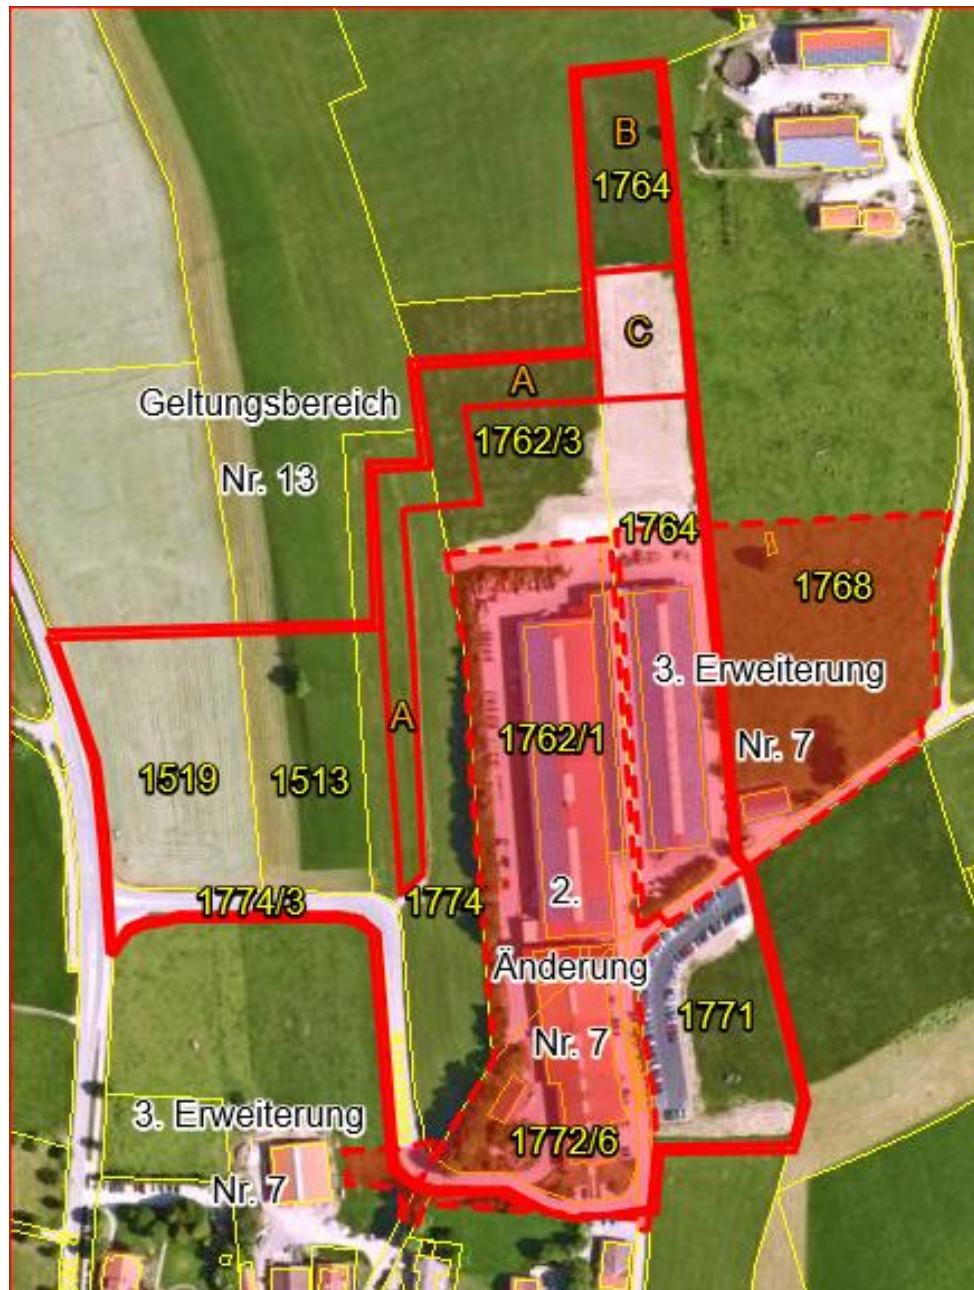 B
1764
C
A
Geltungsbereich
Nr. 13
1762/3
1764
1768
3. Erweiterung
Nr. 7
A
1762/1
1519
1513
1774/3
1774
2.
Änderung
Nr. 7
1771
3. Erweiterung
Nr. 7
1772/6